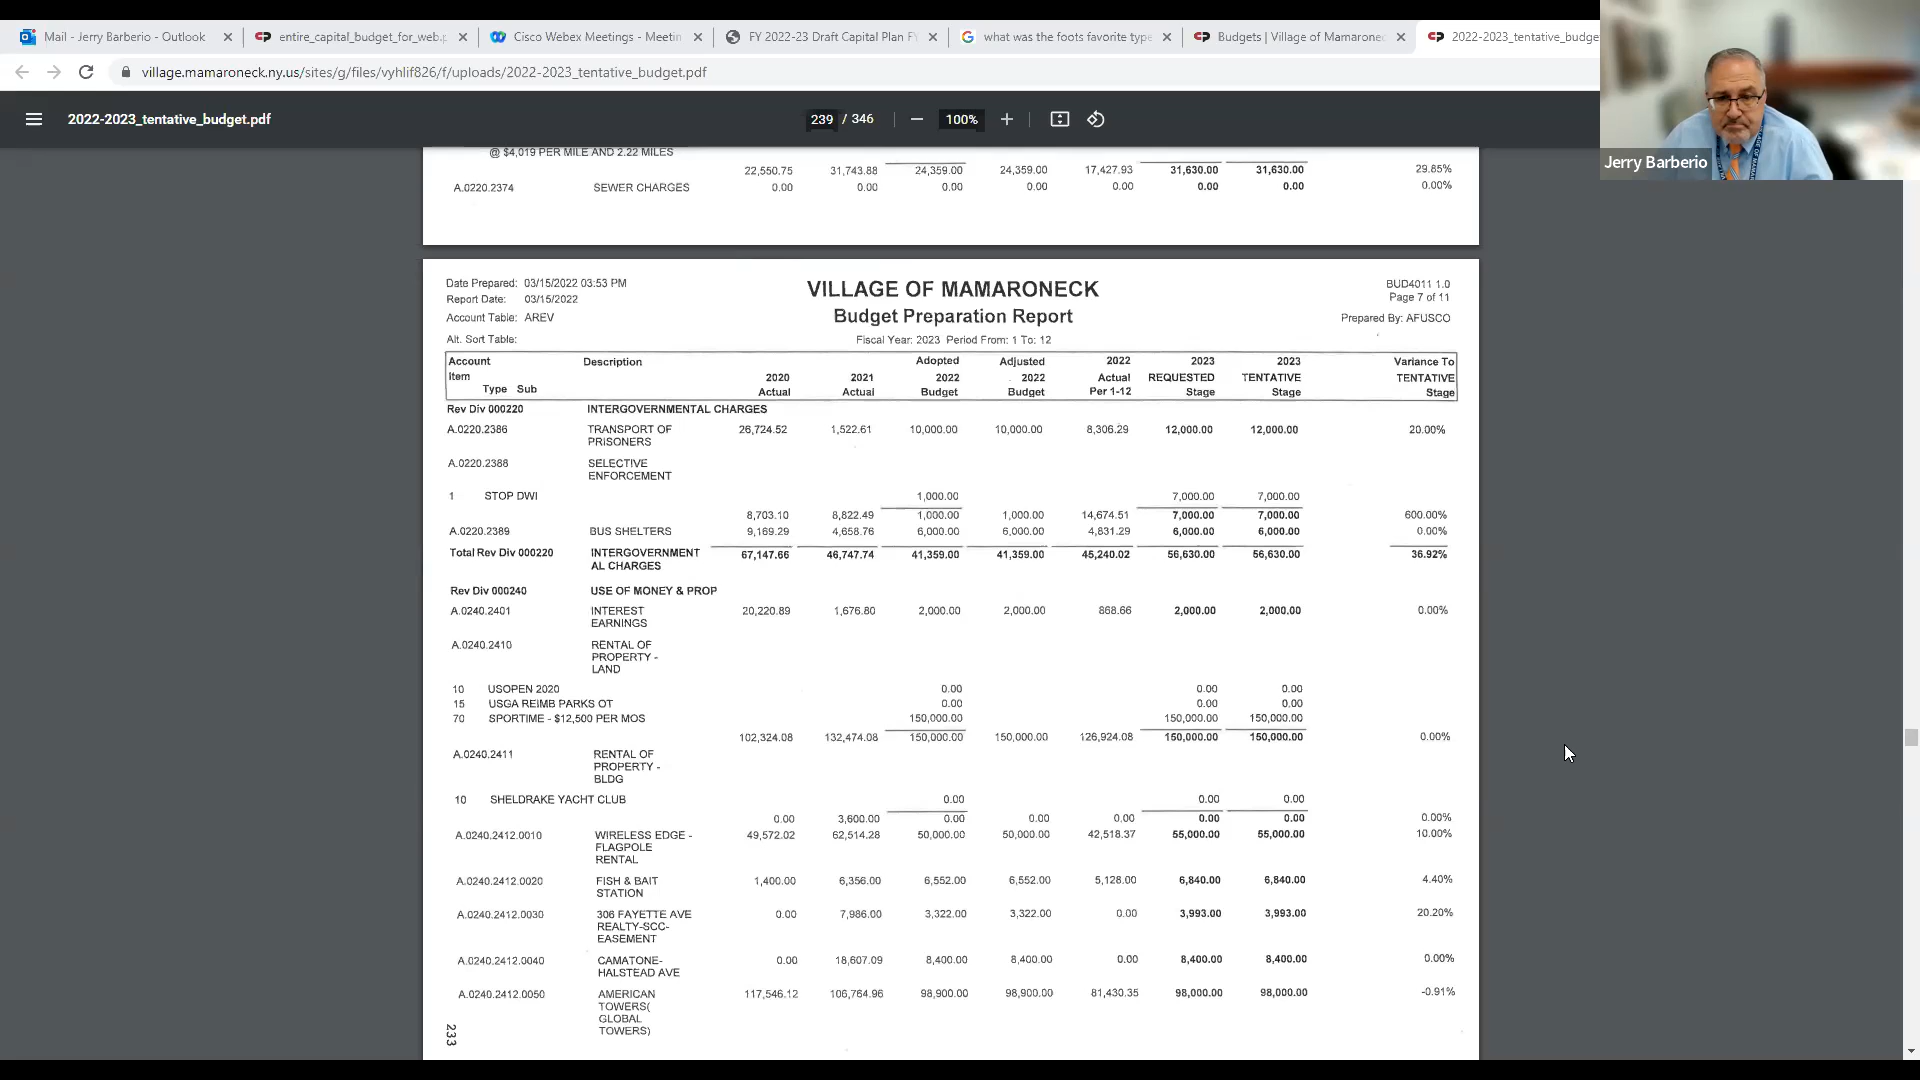 Mail - Jerry Barberio - Outlook
entire_capital_budget_for_web.p
Cisco Webex Meetings - Meetin
FY 2022-23 Draft Capital Plan FY
what was the foots favorite type
Budgets | Village of Mamaronec
2022-2023_tentative_budget
village.mamaroneck.ny.us/sites/g/files/vyhlif826/f/uploads/2022-2023_tentative_budget.pdf
2022-2023_tentative_budget.pdf
239 / 346
100%
Jerry Barberio
@ $4,019 PER MILE AND 2.22 MILES
22,550.75 31,743.88 24,359.00 24,359.00 17,427.93 31,630.00 31,630.00 29.85%
A.0220.2374 SEWER CHARGES 0.00 0.00 0.00 0.00 0.00 0.00 0.00 0.00%
Date Prepared: 03/15/2022 03:53 PM
Report Date: 03/15/2022
Account Table: AREV
Alt. Sort Table:
VILLAGE OF MAMARONECK
Budget Preparation Report
Fiscal Year: 2023 Period From: 1 To: 12
BUD4011 1.0
Page 7 of 11
Prepared By: AFUSCO
Account Description Adopted Adjusted 2022 2023 2023 Variance To
Item 2020 2021 2022 2022 Actual REQUESTED TENTATIVE TENTATIVE
Type Sub Actual Actual Budget Budget Per 1-12 Stage Stage Stage
Rev Div 000220 INTERGOVERNMENTAL CHARGES
A.0220.2386 TRANSPORT OF 26,724.52 1,522.61 10,000.00 10,000.00 8,306.29 12,000.00 12,000.00 20.00%
PRISONERS
A.0220.2388 SELECTIVE
ENFORCEMENT
1 STOP DWI 1,000.00 7,000.00 7,000.00
8,703.10 8,822.49 1,000.00 1,000.00 14,674.51 7,000.00 7,000.00 600.00%
A.0220.2389 BUS SHELTERS 9,169.29 4,658.76 6,000.00 6,000.00 4,831.29 6,000.00 6,000.00 0.00%
Total Rev Div 000220 INTERGOVERNMENT 67,147.66 46,747.74 41,359.00 41,359.00 45,240.02 56,630.00 56,630.00 36.92%
AL CHARGES
Rev Div 000240 USE OF MONEY & PROP
A.0240.2401 INTEREST 20,220.89 1,676.80 2,000.00 2,000.00 868.66 2,000.00 2,000.00 0.00%
EARNINGS
A.0240.2410 RENTAL OF
PROPERTY -
LAND
10 USOPEN 2020 0.00 0.00 0.00
15 USGA REIMB PARKS OT 0.00 0.00 0.00
70 SPORTIME - $12,500 PER MOS 150,000.00 150,000.00 150,000.00
102,324.08 132,474.08 150,000.00 150,000.00 126,924.08 150,000.00 150,000.00 0.00%
A.0240.2411 RENTAL OF
PROPERTY -
BLDG
10 SHELDRAKE YACHT CLUB 0.00 0.00 0.00
0.00 3,600.00 0.00 0.00 0.00 0.00 0.00 0.00%
A.0240.2412.0010 WIRELESS EDGE - 49,572.02 62,514.28 50,000.00 50,000.00 42,518.37 55,000.00 55,000.00 10.00%
FLAGPOLE
RENTAL
A.0240.2412.0020 FISH & BAIT 1,400.00 6,356.00 6,552.00 6,552.00 5,128.00 6,840.00 6,840.00 4.40%
STATION
A.0240.2412.0030 306 FAYETTE AVE 0.00 7,986.00 3,322.00 3,322.00 0.00 3,993.00 3,993.00 20.20%
REALTY-SCC-
EASEMENT
A.0240.2412.0040 CAMATONE- 0.00 18,607.09 8,400.00 8,400.00 0.00 8,400.00 8,400.00 0.00%
HALSTEAD AVE
A.0240.2412.0050 AMERICAN 117,546.12 106,764.96 98,900.00 98,900.00 81,430.35 98,000.00 98,000.00 -0.91%
TOWERS(
GLOBAL
TOWERS)
233